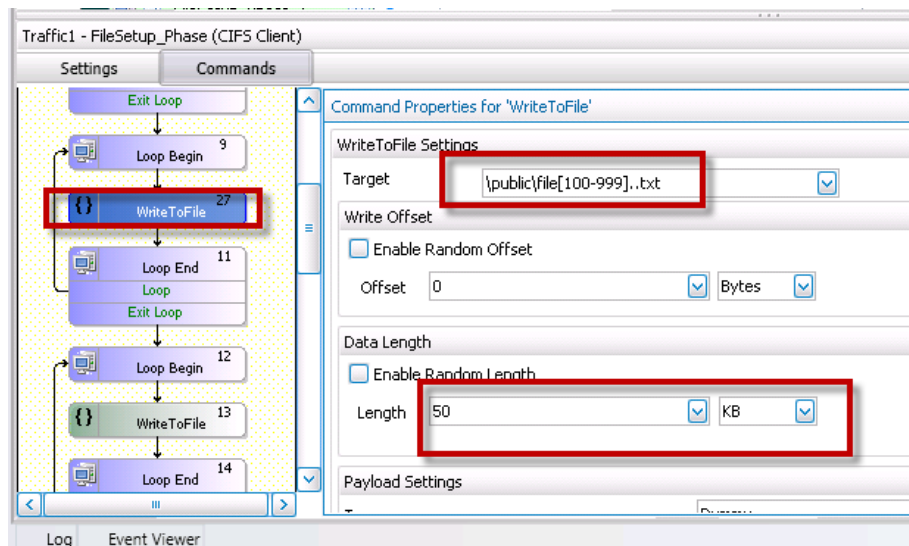 Traffic1 - FileSetup_Phase (CIFS Client)
Settings Commands
Exit Loop
Loop Begin 9
{} WriteToFile 27
Loop End 11
Loop
Exit Loop
Loop Begin 12
{} WriteToFile 13
Loop End 14
Command Properties for 'WriteToFile'
WriteToFile Settings
Target \public\file[100-999]..txt
Write Offset
Enable Random Offset
Offset 0 Bytes
Data Length
Enable Random Length
Length 50 KB
Payload Settings
Log Event Viewer